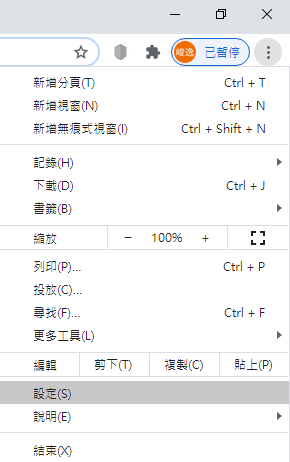 峻逸 已暫停
新增分頁(T) Ctrl + T
新增視窗(N) Ctrl + N
新增無痕式視窗(I) Ctrl + Shift + N
記錄(H)
下載(D) Ctrl + J
書籤(B)
縮放 − 100% +
列印(P)... Ctrl + P
投放(C)...
尋找(F)... Ctrl + F
更多工具(L)
編輯 剪下(T) 複製(C) 貼上(P)
設定(S)
說明(E)
結束(X)